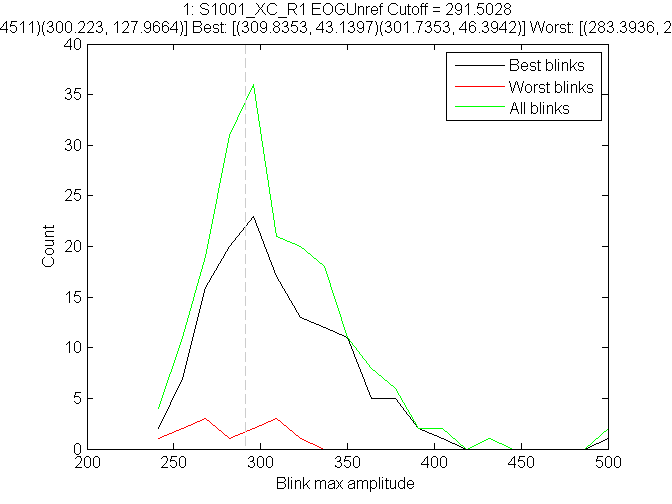 1: S1001_XC_R1 EOGUnref Cutoff = 291.5028
4511)(300.223, 127.9664)] Best: [(309.8353, 43.1397)(301.7353, 46.3942)] Worst: [(283.3936, 2
40
35
30
25
20
15
10
5
0
Count
Best blinks
Worst blinks
All blinks
200 250 300 350 400 450 500
Blink max amplitude